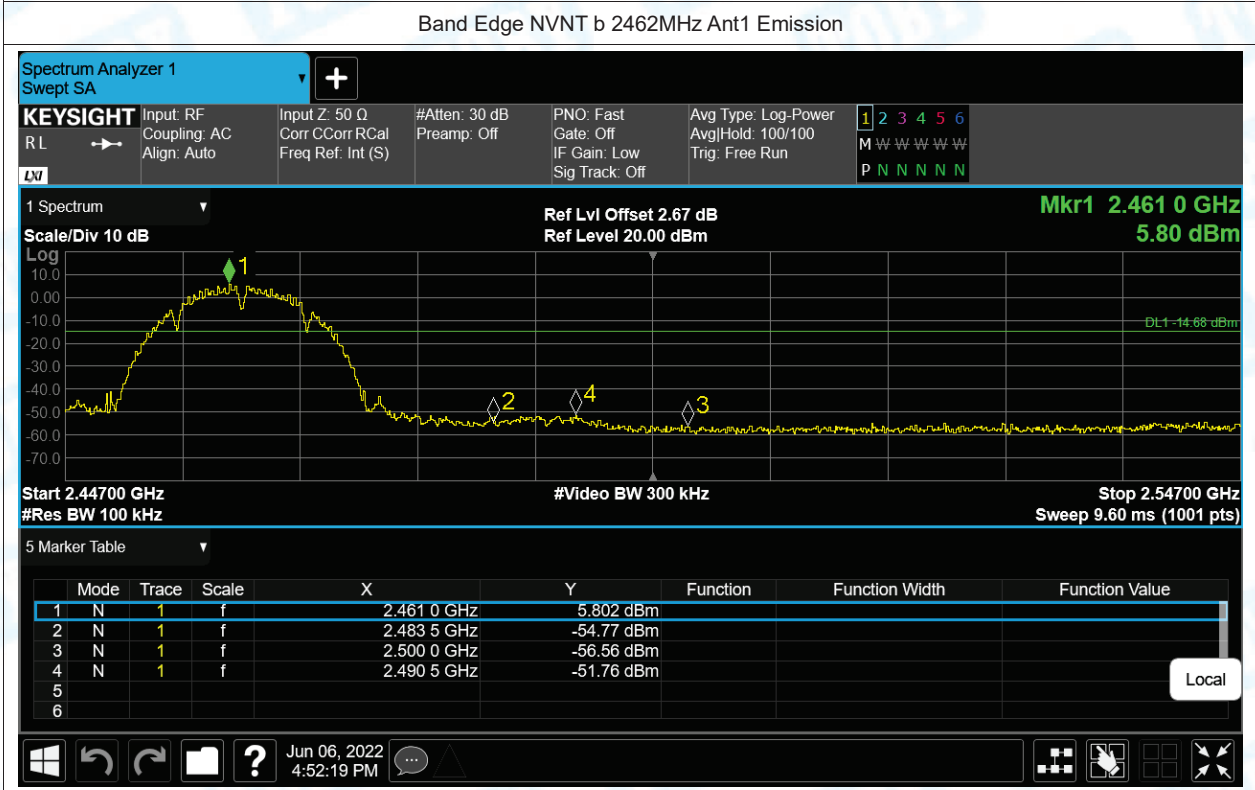 Band Edge NVNT b 2462MHz Ant1 Emission
Spectrum Analyzer 1
Swept SA
KEYSIGHT
RL
LXI
Input: RF
Coupling: AC
Align: Auto
Input Z: 50 Ω
Corr CCorr RCal
Freq Ref: Int (S)
#Atten: 30 dB
Preamp: Off
PNO: Fast
Gate: Off
IF Gain: Low
Sig Track: Off
Avg Type: Log-Power
Avg|Hold: 100/100
Trig: Free Run
1 2 3 4 5 6
M W W W W W
P N N N N N
1 Spectrum
Scale/Div 10 dB
Ref Lvl Offset 2.67 dB
Ref Level 20.00 dBm
Mkr1 2.461 0 GHz
5.80 dBm
Log
10.0
0.00
-10.0
-20.0
-30.0
-40.0
-50.0
-60.0
-70.0
1
2
4
3
DL1 -14.68 dBm
Start 2.44700 GHz
#Video BW 300 kHz
Stop 2.54700 GHz
#Res BW 100 kHz
Sweep 9.60 ms (1001 pts)
5 Marker Table
Mode Trace Scale X Y Function Function Width Function Value
1 N 1 f 2.461 0 GHz 5.802 dBm
2 N 1 f 2.483 5 GHz -54.77 dBm
3 N 1 f 2.500 0 GHz -56.56 dBm
4 N 1 f 2.490 5 GHz -51.76 dBm
5
6
Local
?
Jun 06, 2022
4:52:19 PM